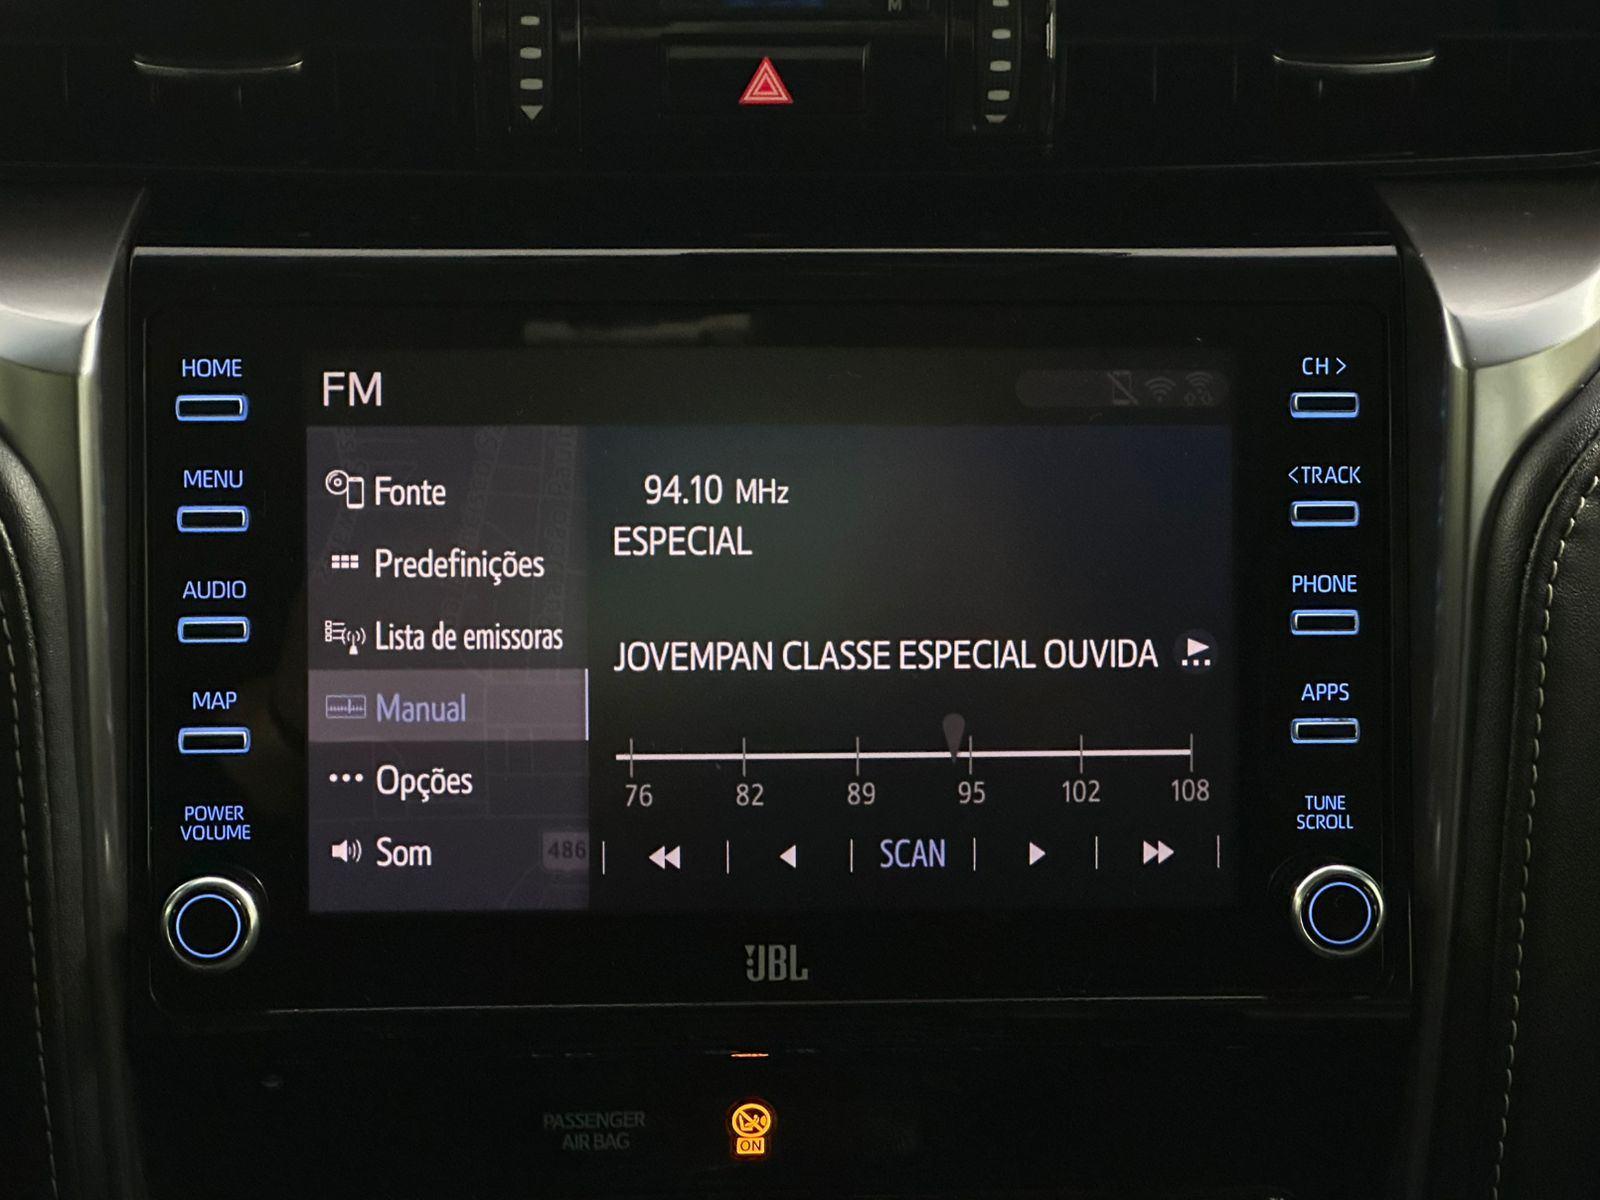 M
HOME
FM
CH >
MENU
Fonte
94.10 MHz
<TRACK
ESPECIAL
AUDIO
Predefinições
PHONE
Lista de emissoras
JOVEMPAN CLASSE ESPECIAL OUVIDA
MAP
Manual
APPS
Opções
76 82 89 95 102 108
POWER
VOLUME
TUNE
SCROLL
Som
486
SCAN
JBL
PASSENGER
AIR BAG
ON